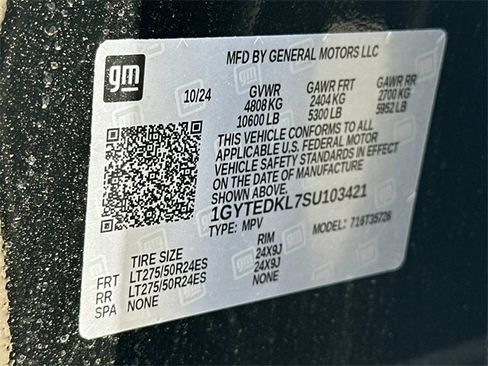 gm
MFD BY GENERAL MOTORS LLC
10/24 GVWR GAWR FRT GAWR RR
4808 KG 2404 KG 2700 KG
10600 LB 5300 LB 5952 LB
THIS VEHICLE CONFORMS TO ALL
APPLICABLE U.S. FEDERAL MOTOR
VEHICLE SAFETY STANDARDS IN EFFECT
ON THE DATE OF MANUFACTURE
SHOWN ABOVE.
1GYTEDKL7SU103421
TYPE: MPV MODEL: 716T35726
TIRE SIZE RIM
FRT LT275/50R24ES 24X9J
RR LT275/50R24ES 24X9J
SPA NONE NONE